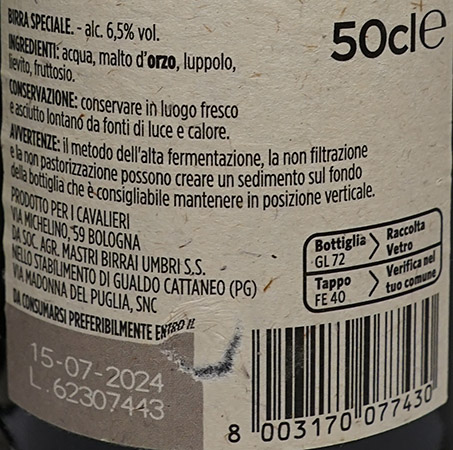 BIRRA SPECIALE. - alc. 6,5% vol.
50cl e
INGREDIENTI: acqua, malto d'orzo, luppolo,
lievito, fruttosio.
CONSERVAZIONE: conservare in luogo fresco
e asciutto lontano da fonti di luce e calore.
AVVERTENZE: il metodo dell'alta fermentazione, la non filtrazione
e la non pastorizzazione possono creare un sedimento sul fondo
della bottiglia che è consigliabile mantenere in posizione verticale.
PRODOTTO PER I CAVALIERI
VIA MICHELINO, 59 BOLOGNA
DA SOC. AGR. MASTRI BIRRAI UMBRI S.S.
NELLO STABILIMENTO DI GUALDO CATTANEO (PG)
VIA MADONNA DEL PUGLIA, SNC
DA CONSUMARSI PREFERIBILMENTE ENTRO IL
15-07-2024
L.62307443
Bottiglia
GL 72
Raccolta
Vetro
Tappo
FE 40
Verifica nel
tuo comune
8 003170 077430